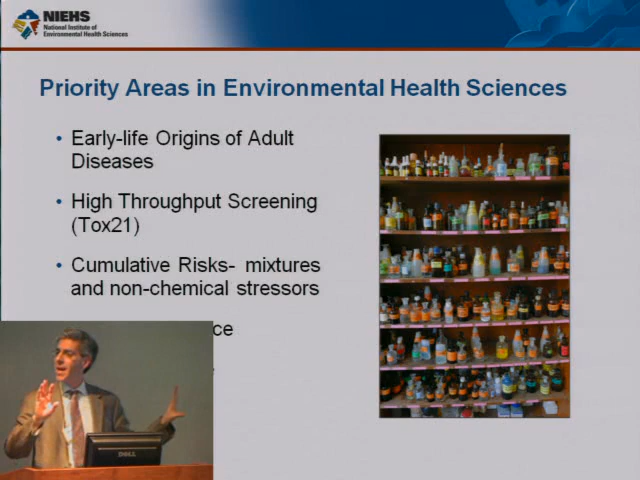 NIEHS
National Institute of
Environmental Health Sciences
Priority Areas in Environmental Health Sciences
• Early-life Origins of Adult
Diseases
• High Throughput Screening
(Tox21)
• Cumulative Risks- mixtures
and non-chemical stressors
DELL